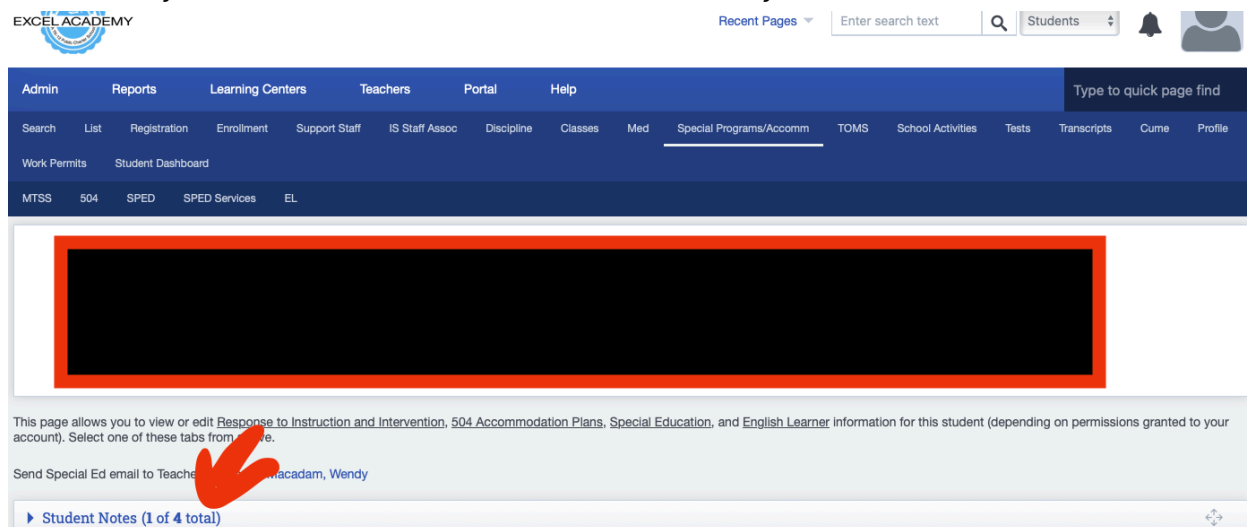 EXCEL ACADEMY
Recent Pages
Enter search text
Students
Admin Reports Learning Centers Teachers Portal Help
Type to quick page find
Search List Registration Enrollment Support Staff IS Staff Assoc Discipline Classes Med Special Programs/Accomm TOMS School Activities Tests Transcripts Cume Profile
Work Permits Student Dashboard
MTSS 504 SPED SPED Services EL
This page allows you to view or edit Response to Instruction and Intervention, 504 Accommodation Plans, Special Education, and English Learner information for this student (depending on permissions granted to your
account). Select one of these tabs from above.
Send Special Ed email to Macadam, Wendy
Student Notes (1 of 4 total)